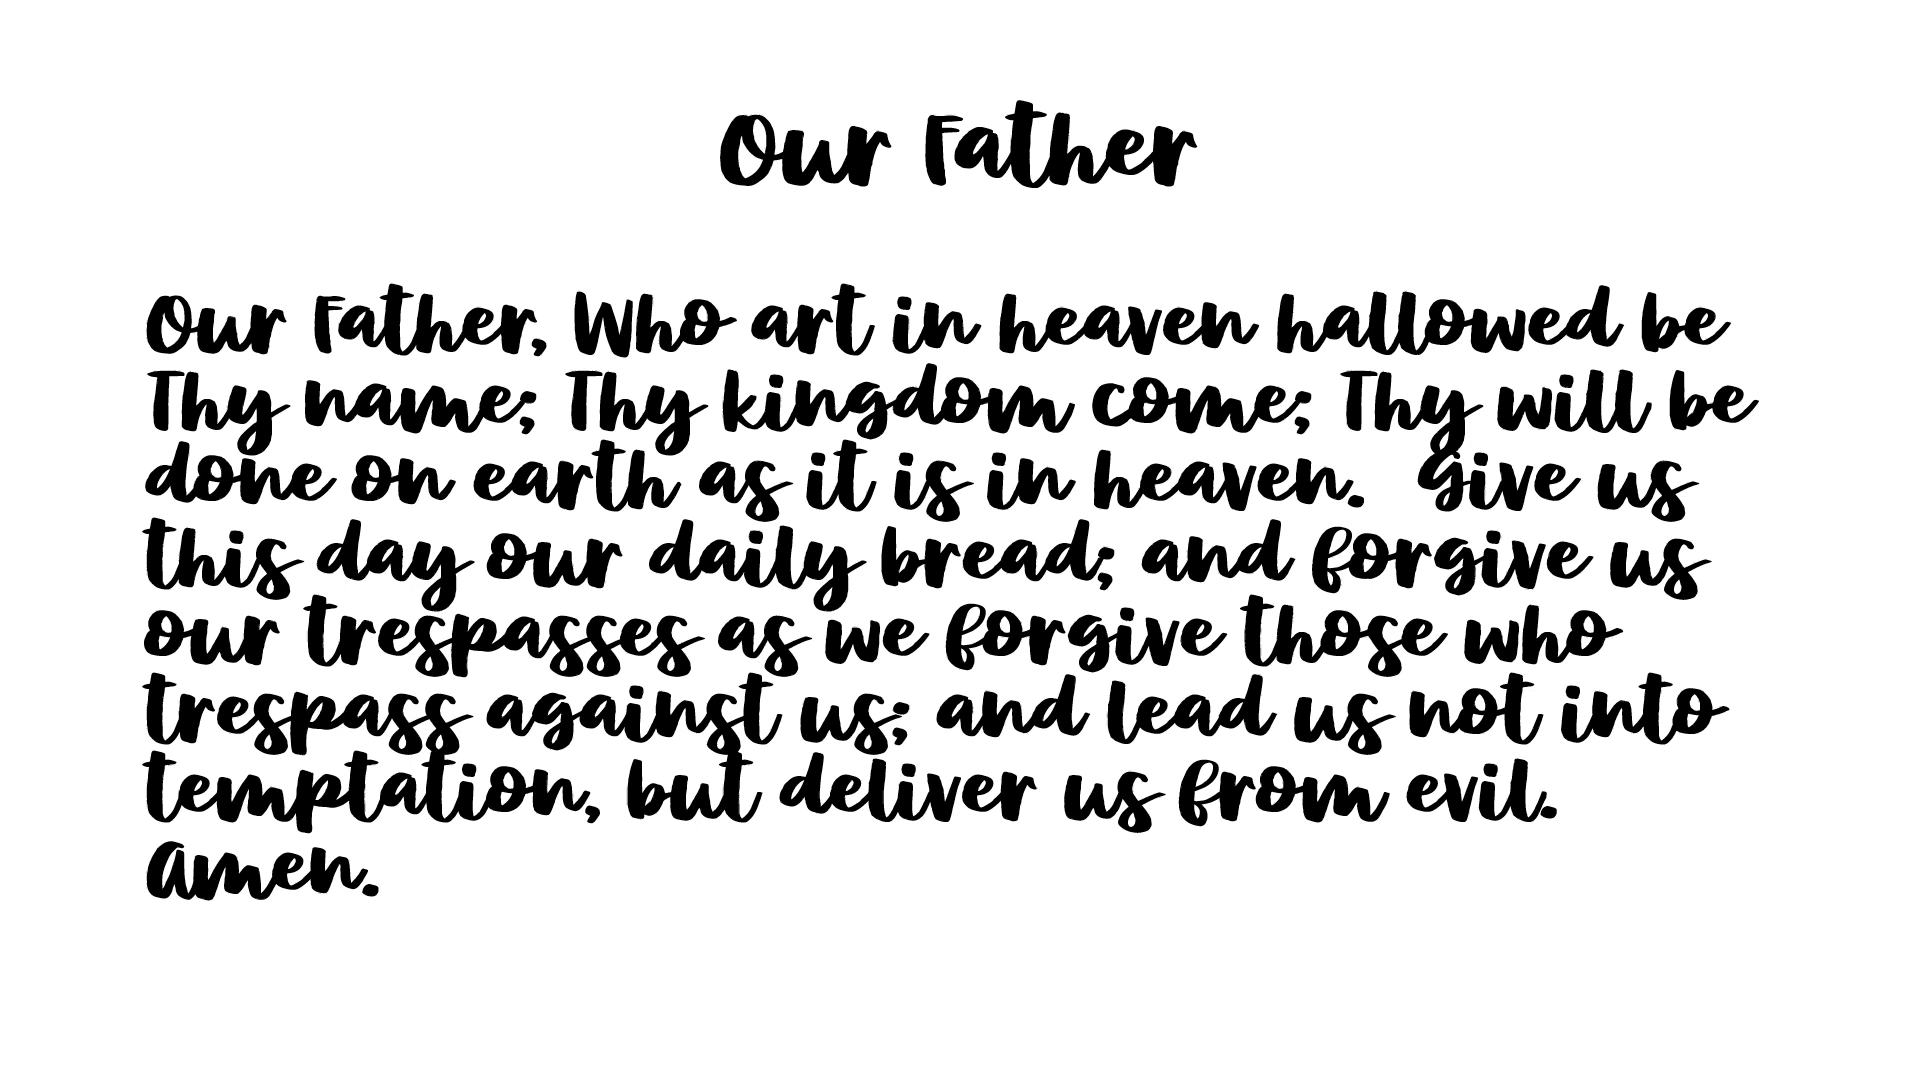 Our Father
Our Father, Who art in heaven hallowed be
Thy name; Thy kingdom come; Thy will be
done on earth as it is in heaven.   Give us
this day our daily bread; and forgive us
our trespasses as we forgive those who
trespass against us; and lead us not into
temptation, but deliver us from evil.
Amen.